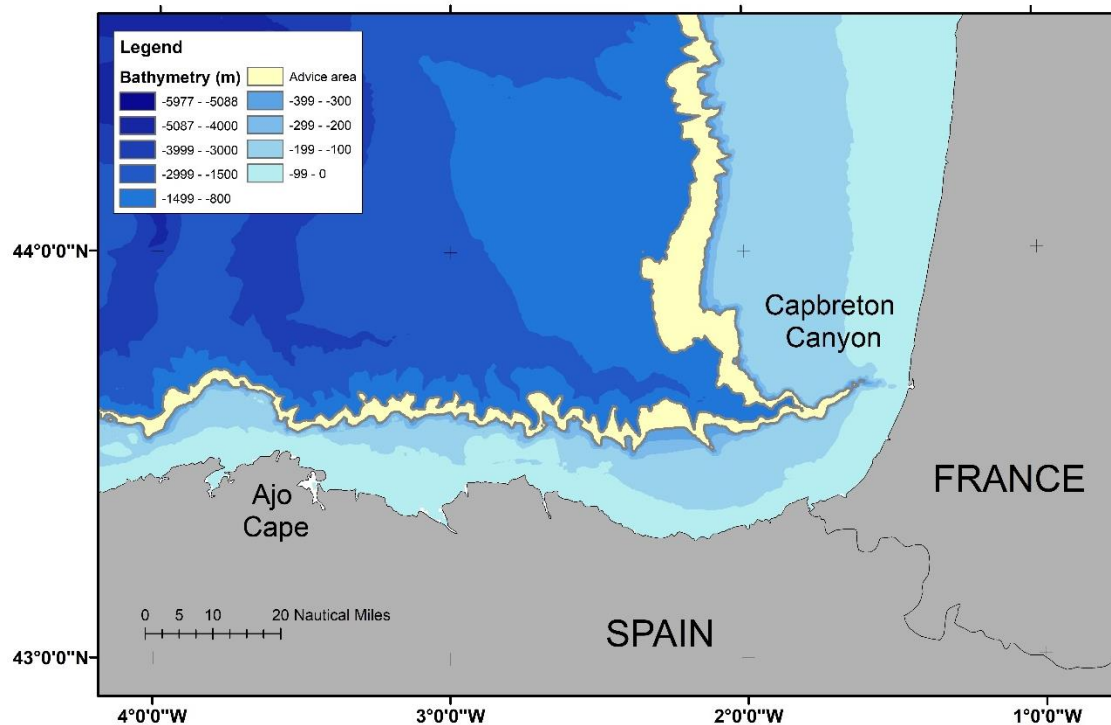 Legend
Bathymetry (m)
-5977 - -5088
-5087 - -4000
-3999 - -3000
-2999 - -1500
-1499 - -800
Advice area
-399 - -300
-299 - -200
-199 - -100
-99 - 0
44°0'0"N
Capbreton
Canyon
FRANCE
Ajo
Cape
0 5 10 20 Nautical Miles
SPAIN
43°0'0"N
4°0'0"W 3°0'0"W 2°0'0"W 1°0'0"W